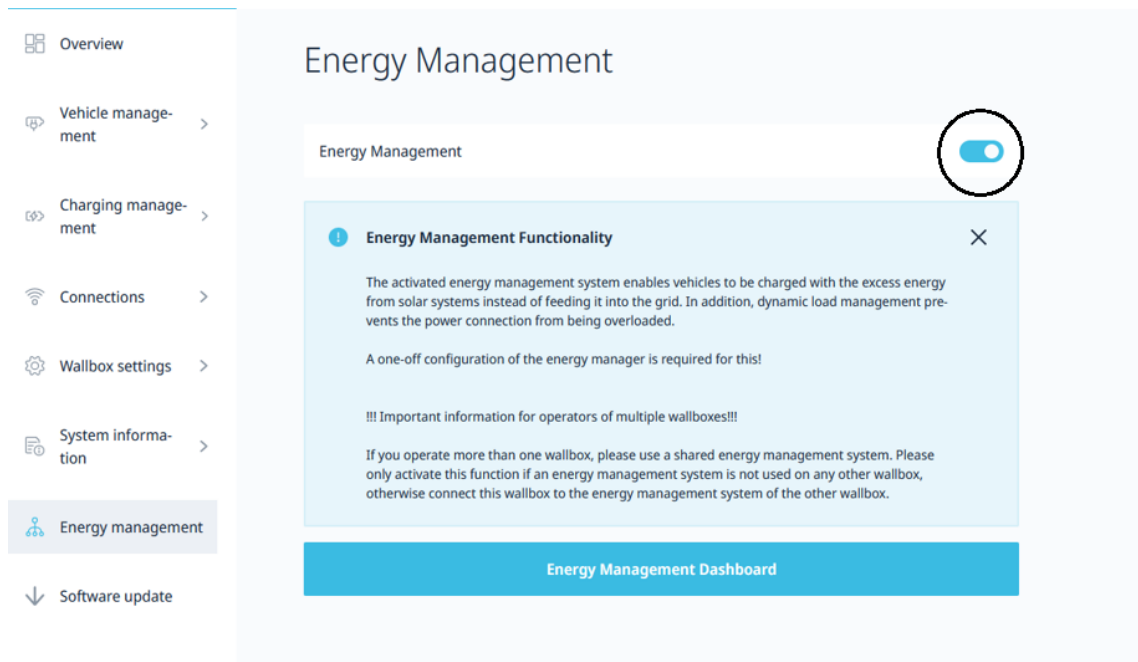 Overview
Vehicle manage-
ment
Charging manage-
ment
Connections
Wallbox settings
System informa-
tion
Energy management
Software update
Energy Management
Energy Management
Energy Management Functionality
The activated energy management system enables vehicles to be charged with the excess energy
from solar systems instead of feeding it into the grid. In addition, dynamic load management pre-
vents the power connection from being overloaded.
A one-off configuration of the energy manager is required for this!
!!! Important information for operators of multiple wallboxes!!!
If you operate more than one wallbox, please use a shared energy management system. Please
only activate this function if an energy management system is not used on any other wallbox,
otherwise connect this wallbox to the energy management system of the other wallbox.
Energy Management Dashboard